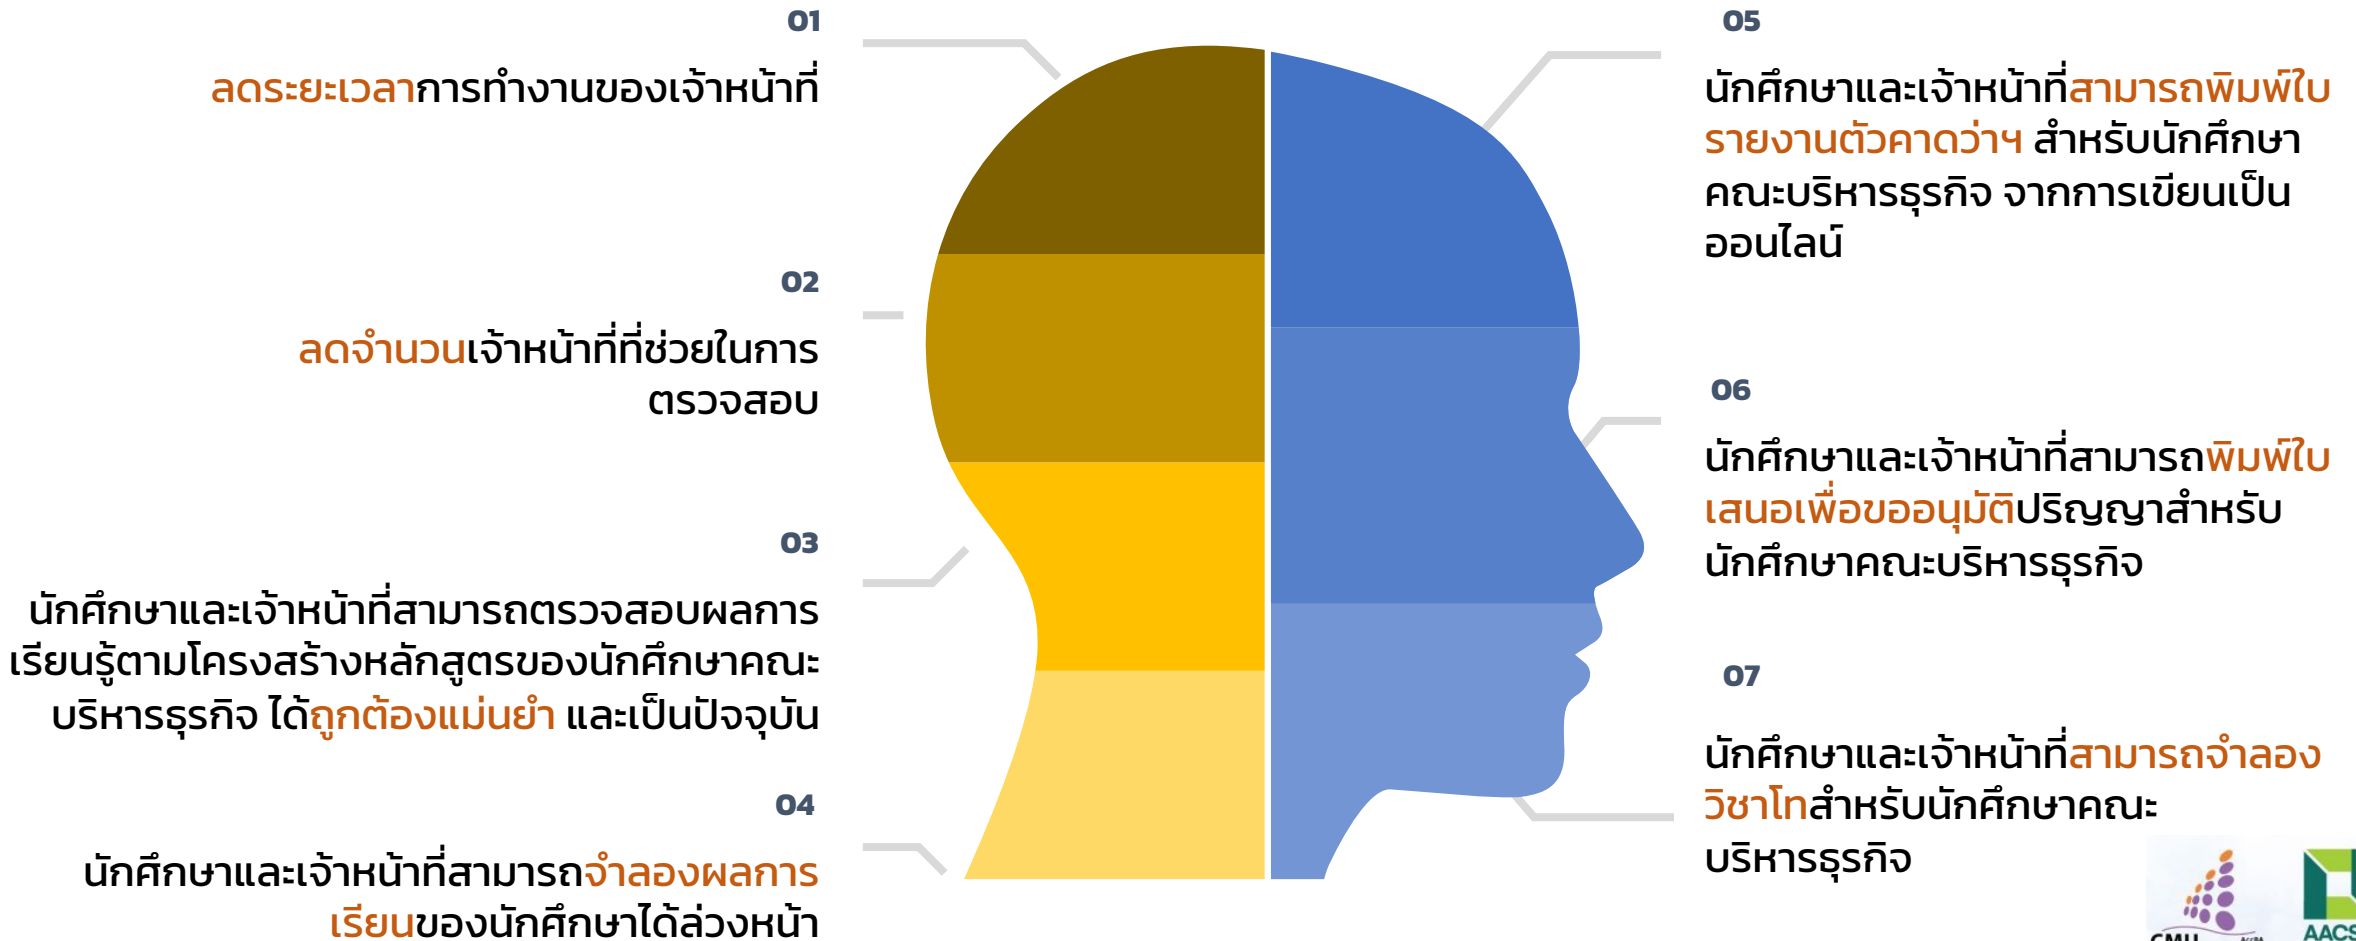 01
ลดระยะเวลาการทำงานของเจ้าหน้าที่
02
ลดจำนวนเจ้าหน้าที่ที่ช่วยในการ
ตรวจสอบ
03
นักศึกษาและเจ้าหน้าที่สามารถตรวจสอบผลการ
เรียนรู้ตามโครงสร้างหลักสูตรของนักศึกษาคณะ
บริหารธุรกิจ ได้ถูกต้องแม่นยำ และเป็นปัจจุบัน
04
นักศึกษาและเจ้าหน้าที่สามารถจำลองผลการ
เรียนของนักศึกษาได้ล่วงหน้า
05
นักศึกษาและเจ้าหน้าที่สามารถพิมพ์ใบ
รายงานตัวคาดว่าฯ สำหรับนักศึกษา
คณะบริหารธุรกิจ จากการเขียนเป็น
ออนไลน์
06
นักศึกษาและเจ้าหน้าที่สามารถพิมพ์ใบ
เสนอเพื่อขออนุมัติปริญญาสำหรับ
นักศึกษาคณะบริหารธุรกิจ
07
นักศึกษาและเจ้าหน้าที่สามารถจำลอง
วิชาโทสำหรับนักศึกษาคณะ
บริหารธุรกิจ